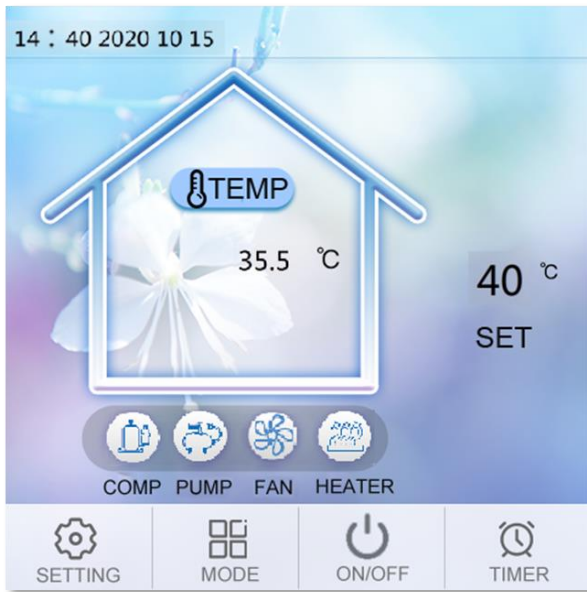 14： 40 2020 10 15
TEMP
35.5 ℃
40 ℃
SET
COMP PUMP FAN HEATER
SETTING MODE ON/OFF TIMER